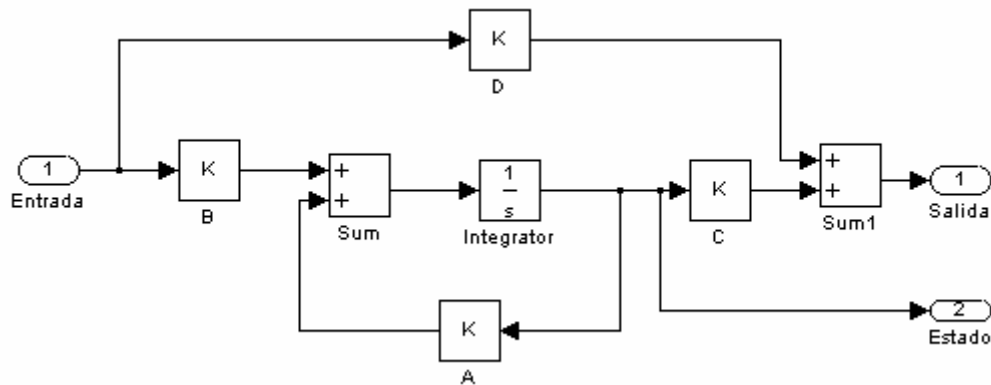 K
D
1
Entrada
K
B
+
+
Sum
1
s
Integrator
K
C
+
+
Sum1
1
Salida
K
A
2
Estado